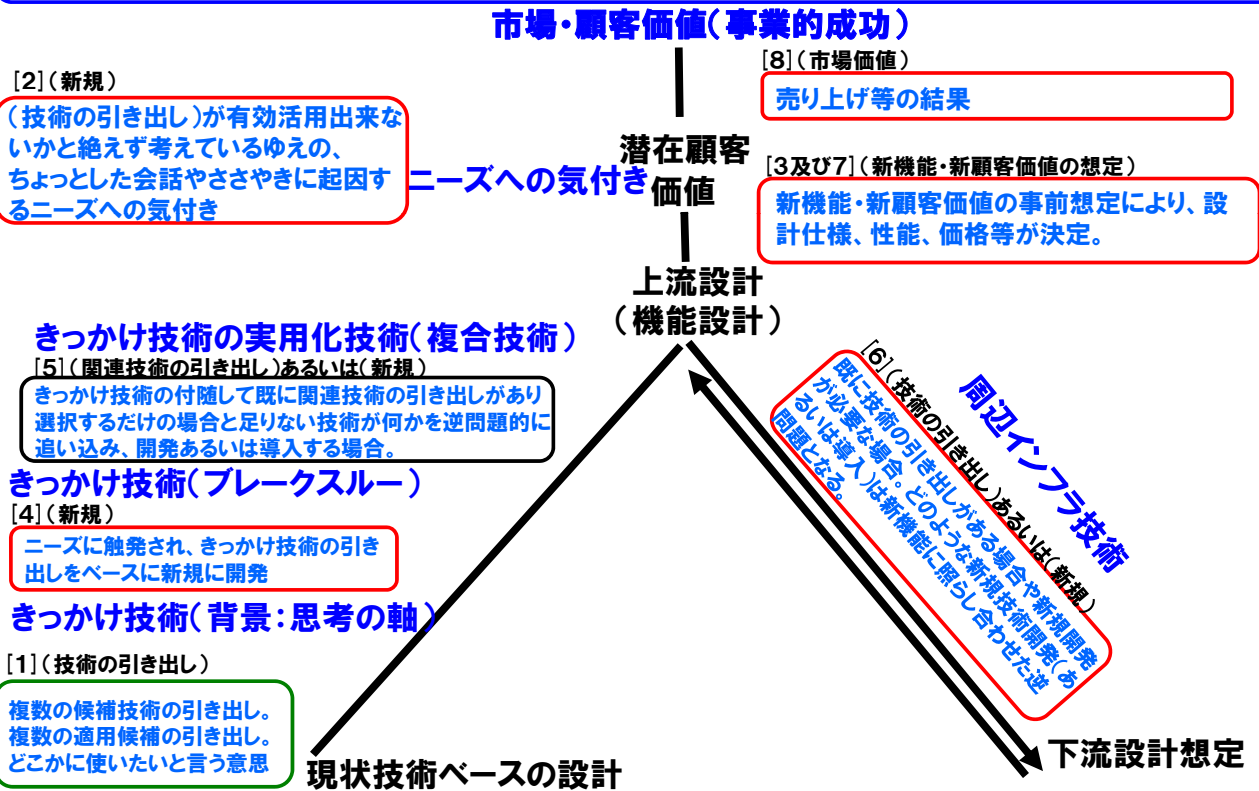 市場・顧客価値(事業的成功)
[8](市場価値)
売り上げ等の結果
[2](新規)
(技術の引き出し)が有効活用出来な
いかと絶えず考えているゆえの、
ちょっとした会話やささやきに起因す
るニーズへの気付き
ニーズへの気付き
潜在顧客
価値
[3及び7](新機能・新顧客価値の想定)
新機能・新顧客価値の事前想定により、設
計仕様、性能、価格等が決定。
上流設計
(機能設計)
きっかけ技術の実用化技術(複合技術)
[5](関連技術の引き出し)あるいは(新規)
きっかけ技術の付随して既に関連技術の引き出しがあり
選択するだけの場合と足りない技術が何かを逆問題的に
追い込み、開発あるいは導入する場合。
きっかけ技術(ブレークスルー)
[4](新規)
ニーズに触発され、きっかけ技術の引き
出しをベースに新規に開発
きっかけ技術(背景:思考の軸)
[1](技術の引き出し)
複数の候補技術の引き出し。
複数の適用候補の引き出し。
どこかに使いたいと言う意思
現状技術ベースの設計
周辺インフラ技術
[6](技術の引き出し)あるいは(新規)
既に技術の引き出しがある場合や新規開発
が必要な場合。どのような新規技術開発(あ
るいは導入)は新機能に照らし合わせた逆
問題となる。
下流設計想定